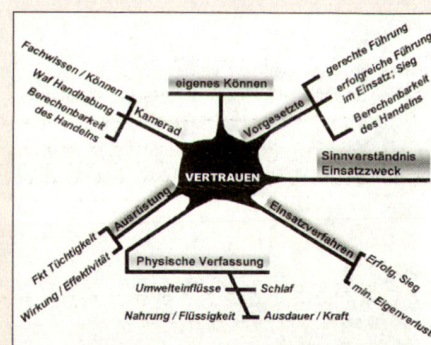 eigenes Können
Fachwissen / Können
Waf Handhabung
Berechenbarkeit
des Handelns
Kamerad
Vorgesetzte
gerechte Führung
erfolgreiche Führung
im Einsatz; Sieg
Berechenbarkeit
des Handelns
Sinnverständnis
Einsatzzweck
VERTRAUEN
Ausrüstung
Fkt Tüchtigkeit
Wirkung / Effektivität
Einsatzverfahren
Erfolg, Sieg
min. Eigenverlust
Physische Verfassung
Umwelteinflüsse
Schlaf
Nahrung / Flüssigkeit
Ausdauer / Kraft